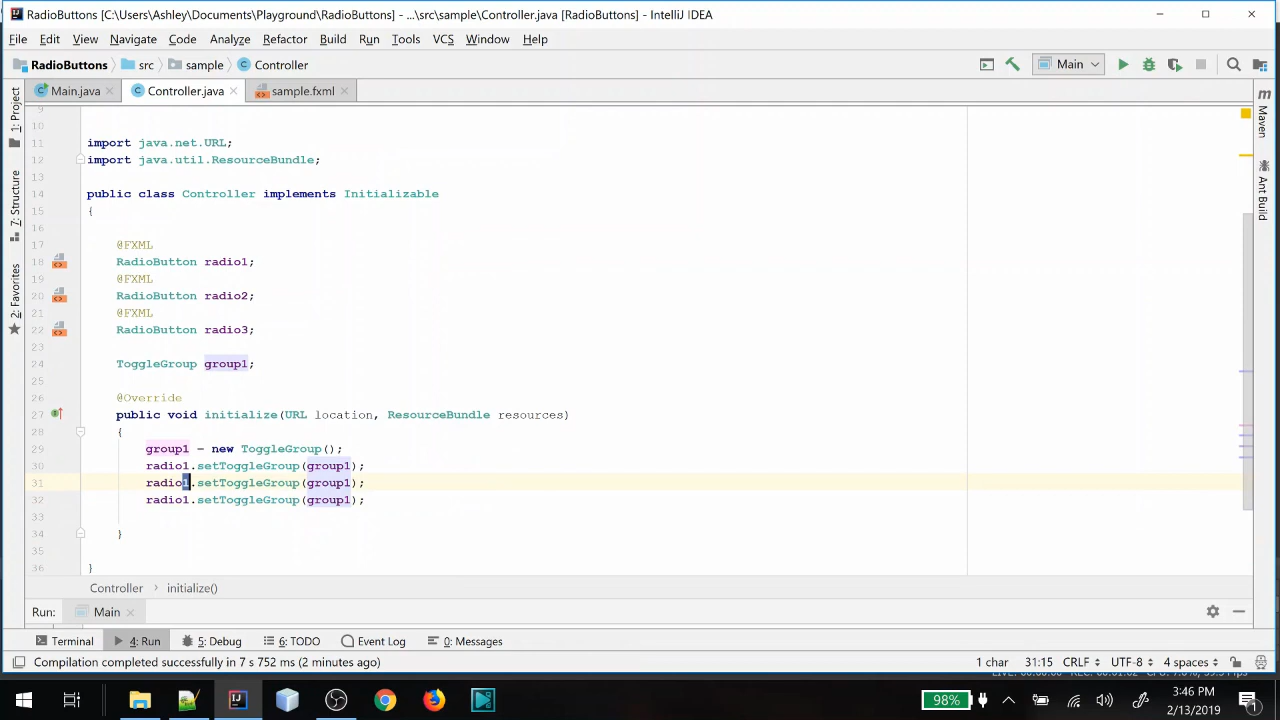 RadioButtons [C:\Users\Ashley\Documents\Playground\RadioButtons] - ...\src\sample\Controller.java [RadioButtons] - IntelliJ IDEA
File Edit View Navigate Code Analyze Refactor Build Run Tools VCS Window Help
RadioButtons src sample Controller Main
Main.java Controller.java sample.fxml
1: Project
7: Structure
2: Favorites
Maven
Ant Build
9
10
11 import java.net.URL;
12 import java.util.ResourceBundle;
13
14 public class Controller implements Initializable
15 {
16
17 @FXML
18 RadioButton radio1;
19 @FXML
20 RadioButton radio2;
21 @FXML
22 RadioButton radio3;
23
24 ToggleGroup group1;
25
26 @Override
27 public void initialize(URL location, ResourceBundle resources)
28 {
29 group1 = new ToggleGroup();
30 radio1.setToggleGroup(group1);
31 radio1.setToggleGroup(group1);
32 radio1.setToggleGroup(group1);
33
34 }
35
36 }
Controller › initialize()
Run: Main
Terminal 4: Run 5: Debug 6: TODO Event Log 0: Messages
Compilation completed successfully in 7 s 752 ms (2 minutes ago) 1 char 31:15 CRLF UTF-8 4 spaces
98% 3:46 PM
2/13/2019
1